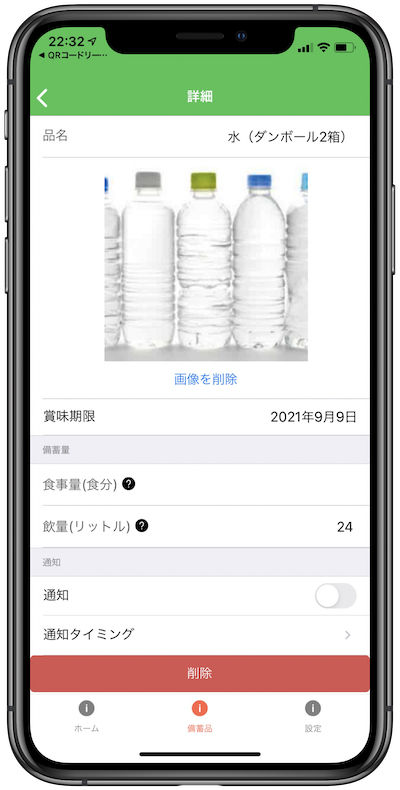 22:32
◀ QRコードリー…
詳細
品名 水（ダンボール2箱）
画像を削除
賞味期限 2021年9月9日
備蓄量
食事量(食分) ?
飲量(リットル) ? 24
通知
通知
通知タイミング
削除
ホーム 備蓄品 設定